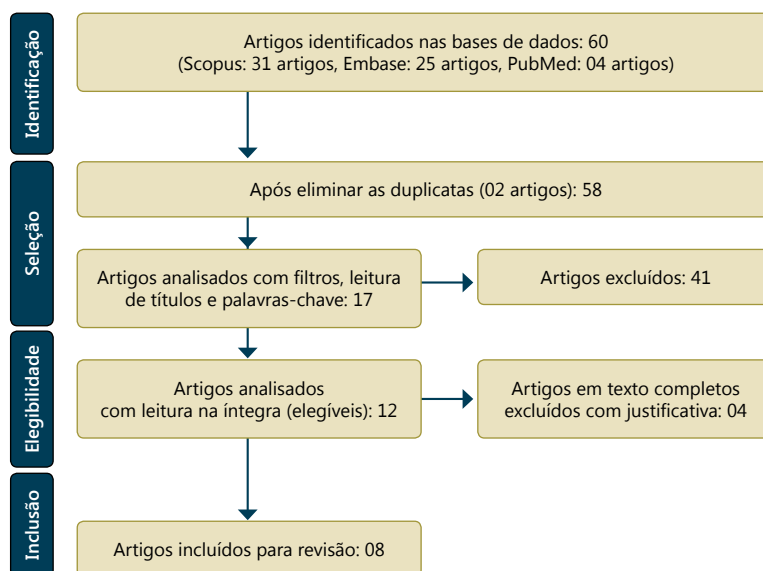 Identificação
Artigos identificados nas bases de dados: 60
(Scopus: 31 artigos, Embase: 25 artigos, PubMed: 04 artigos)
Seleção
Após eliminar as duplicatas (02 artigos): 58
Artigos analisados com filtros, leitura
de títulos e palavras-chave: 17
Artigos excluídos: 41
Elegibilidade
Artigos analisados
com leitura na íntegra (elegíveis): 12
Artigos em texto completos
excluídos com justificativa: 04
Inclusão
Artigos incluídos para revisão: 08